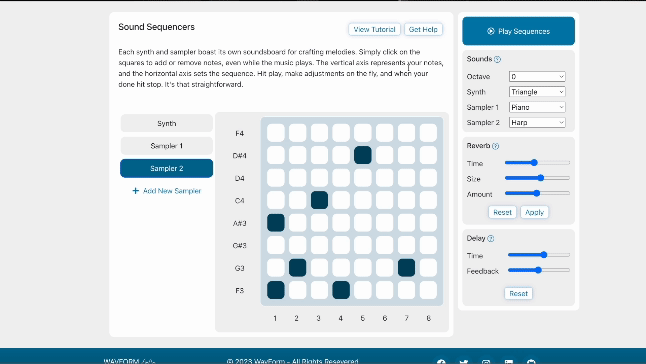 Sound Sequencers
View Tutorial
Get Help
Each synth and sampler boast its own soundboard for crafting melodies. Simply click on the
squares to add or remove notes, even while the music plays. The vertical axis represents your notes,
and the horizontal axis sets the sequence. Hit play, make adjustments on the fly, and when your
done hit stop. It's that straightforward.
Synth
Sampler 1
Sampler 2
+ Add New Sampler
F4
D#4
D4
C4
A#3
G#3
G3
F3
1 2 3 4 5 6 7 8
Play Sequences
Sounds ?
Octave 0
Synth Triangle
Sampler 1 Piano
Sampler 2 Harp
Reverb ?
Time
Size
Amount
Reset Apply
Delay ?
Time
Feedback
Reset
WAVEFORM
© 2023 WaveForm - All Rights Reserved